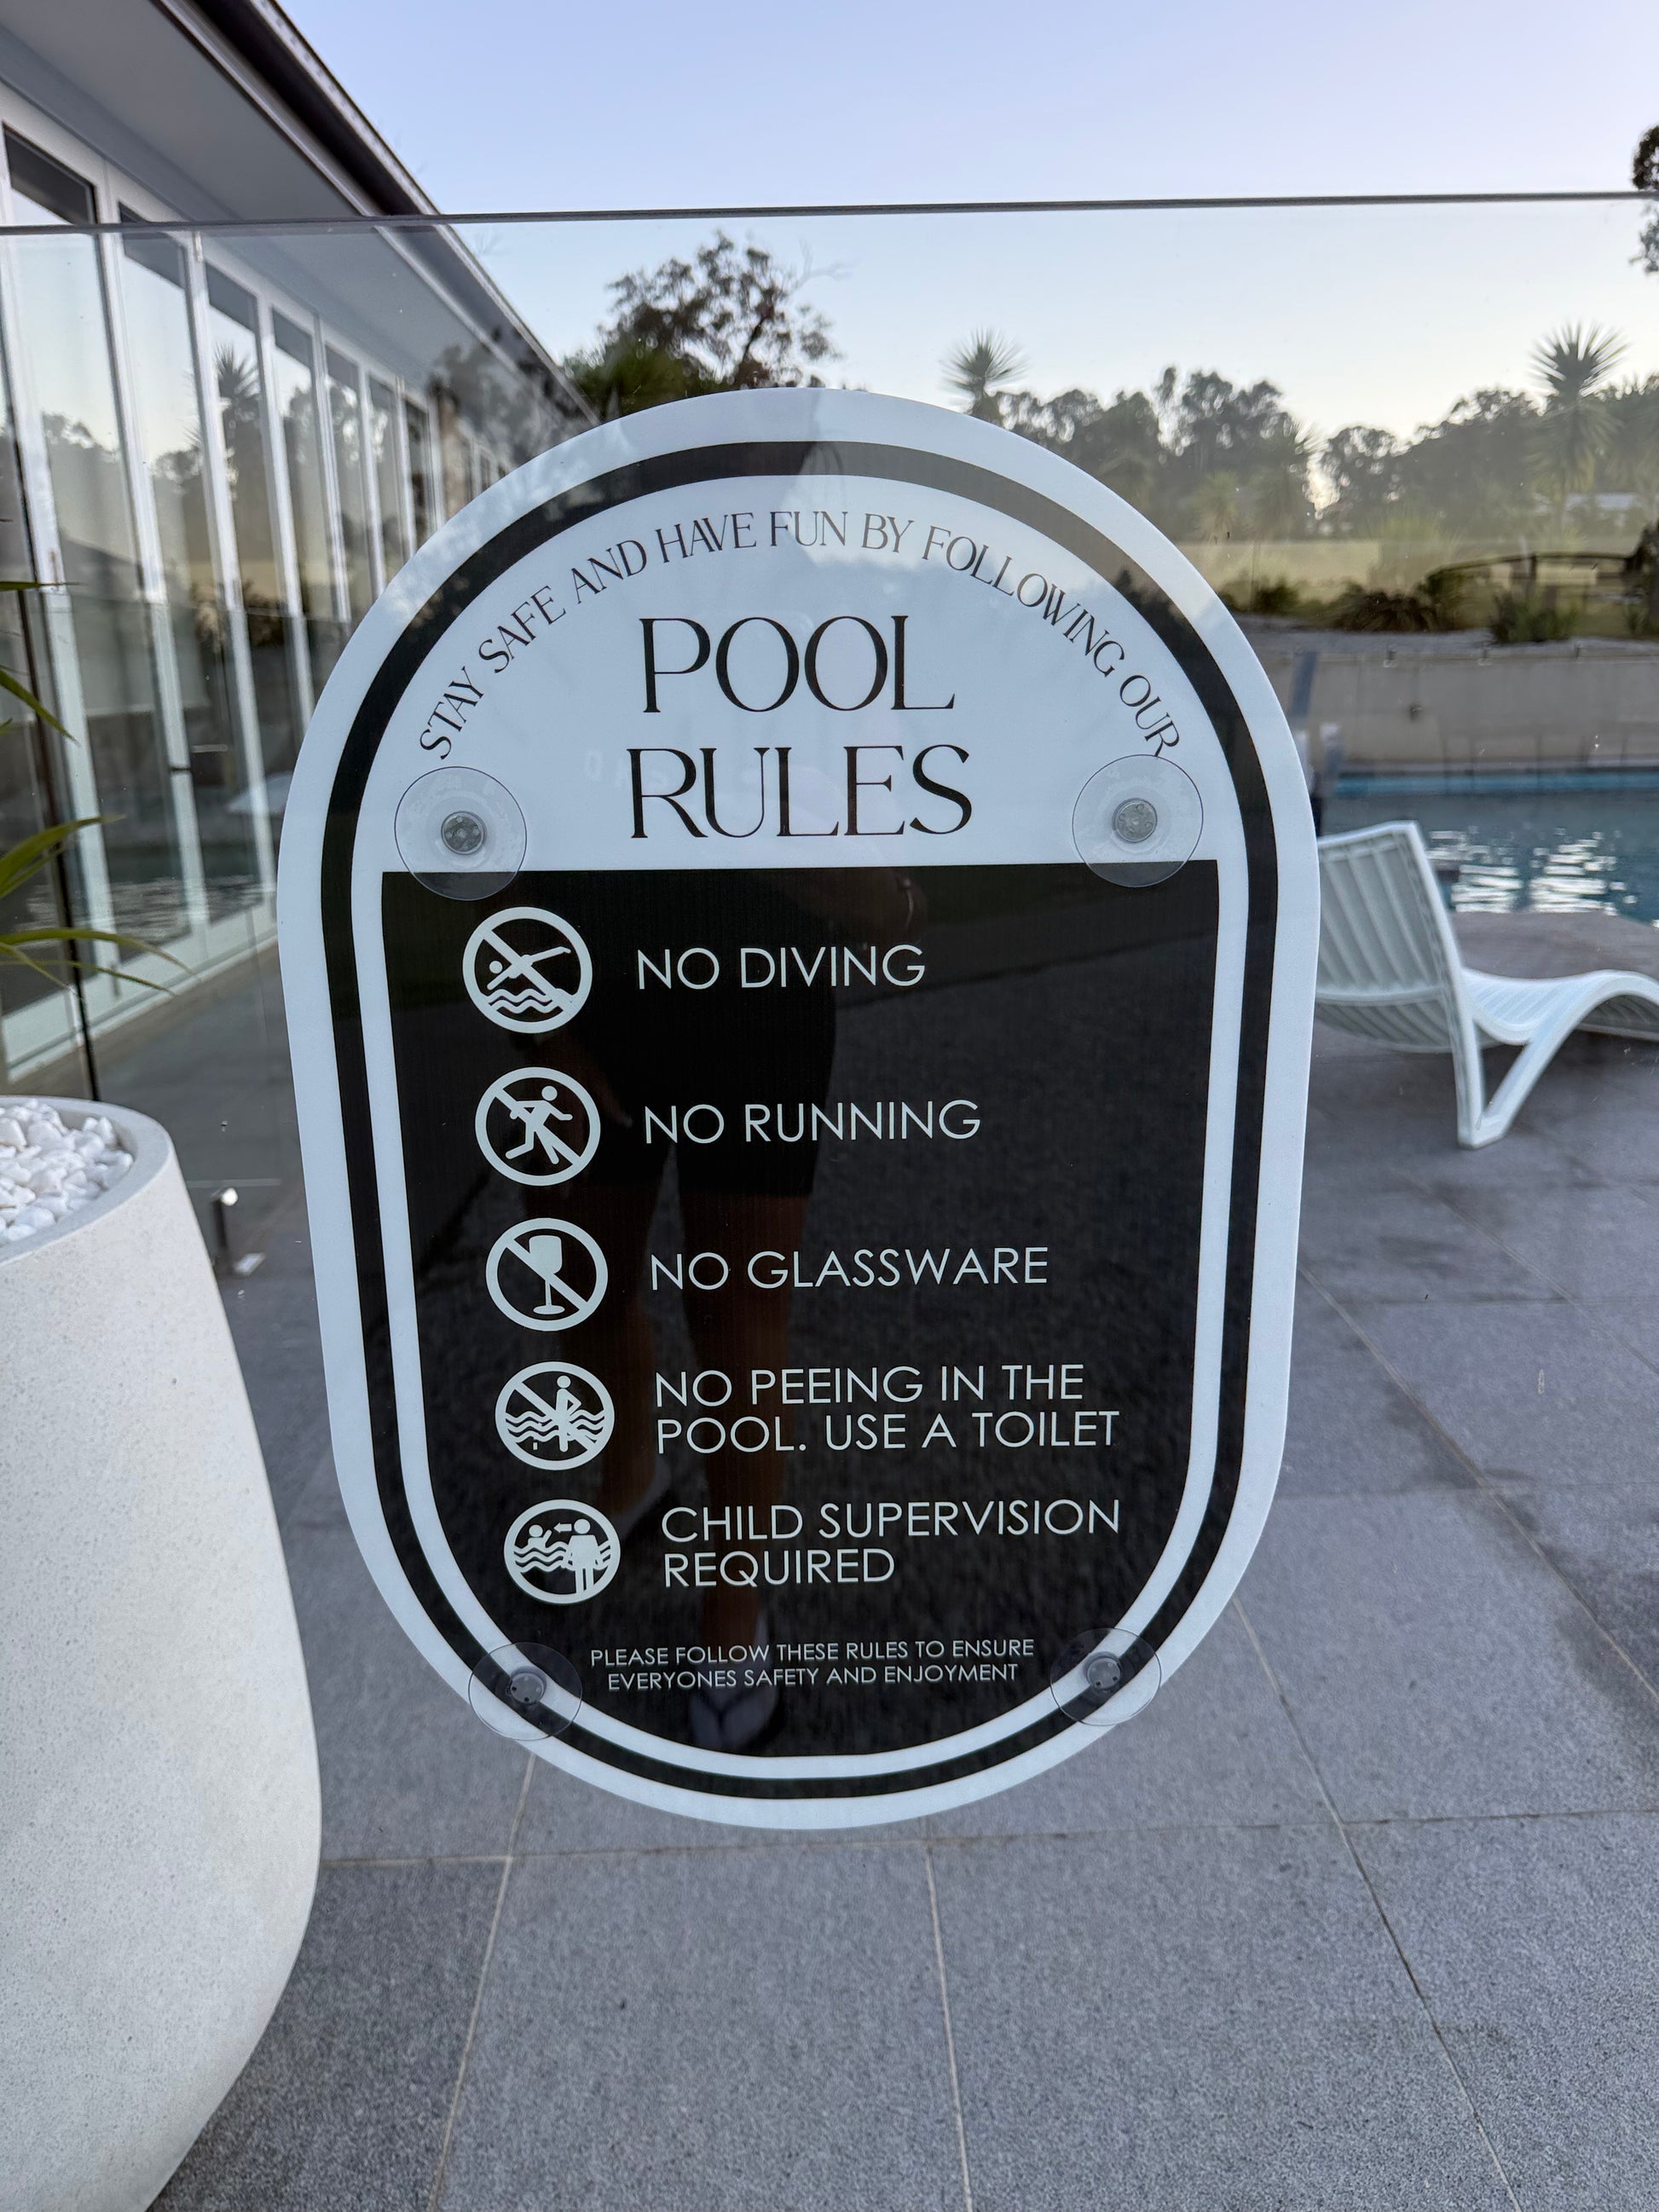 STAY SAFE AND HAVE FUN BY FOLLOWING OUR
POOL
RULES
NO DIVING
NO RUNNING
NO GLASSWARE
NO PEEING IN THE
POOL. USE A TOILET
CHILD SUPERVISION
REQUIRED
PLEASE FOLLOW THESE RULES TO ENSURE
EVERYONES SAFETY AND ENJOYMENT